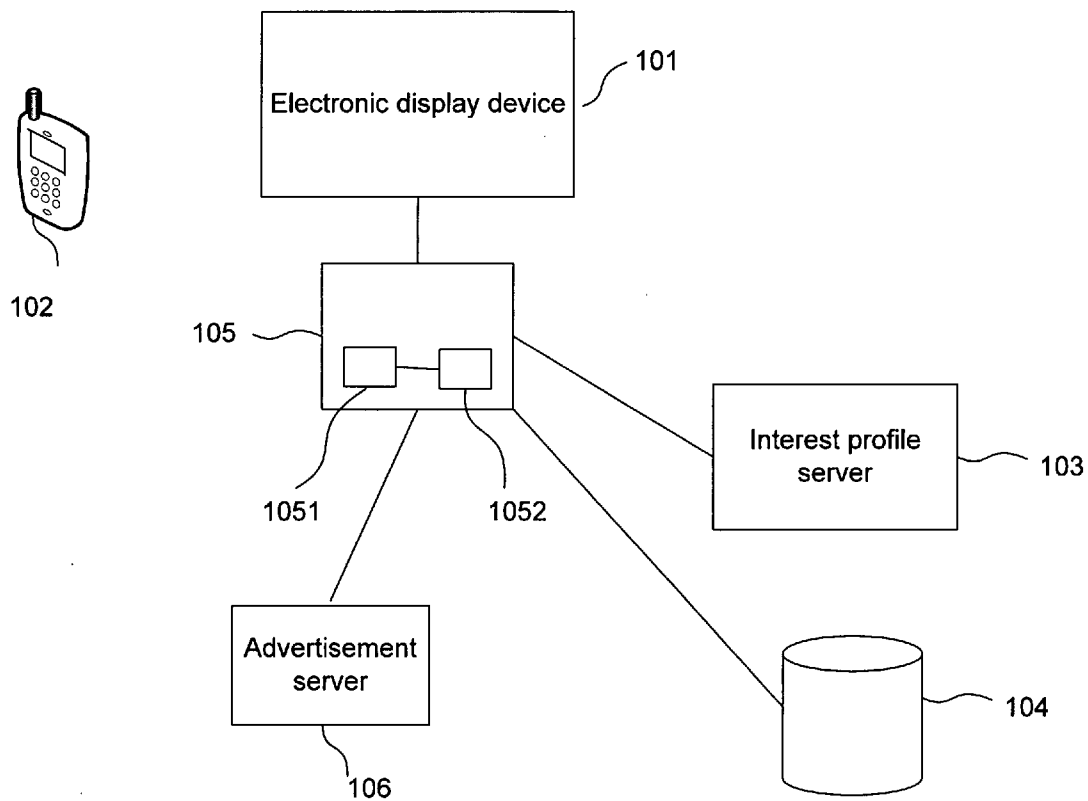 101
Electronic display device
102
105
Interest profile
server
103
1051
1052
Advertisement
server
104
106